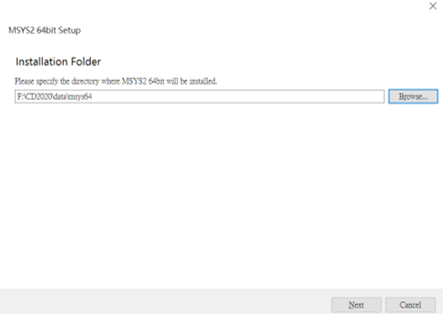 MSYS2 64bit Setup
Installation Folder
Please specify the directory where MSYS2 64bit will be installed.
F:\CD2020\data\msys64
Browse...
Next
Cancel